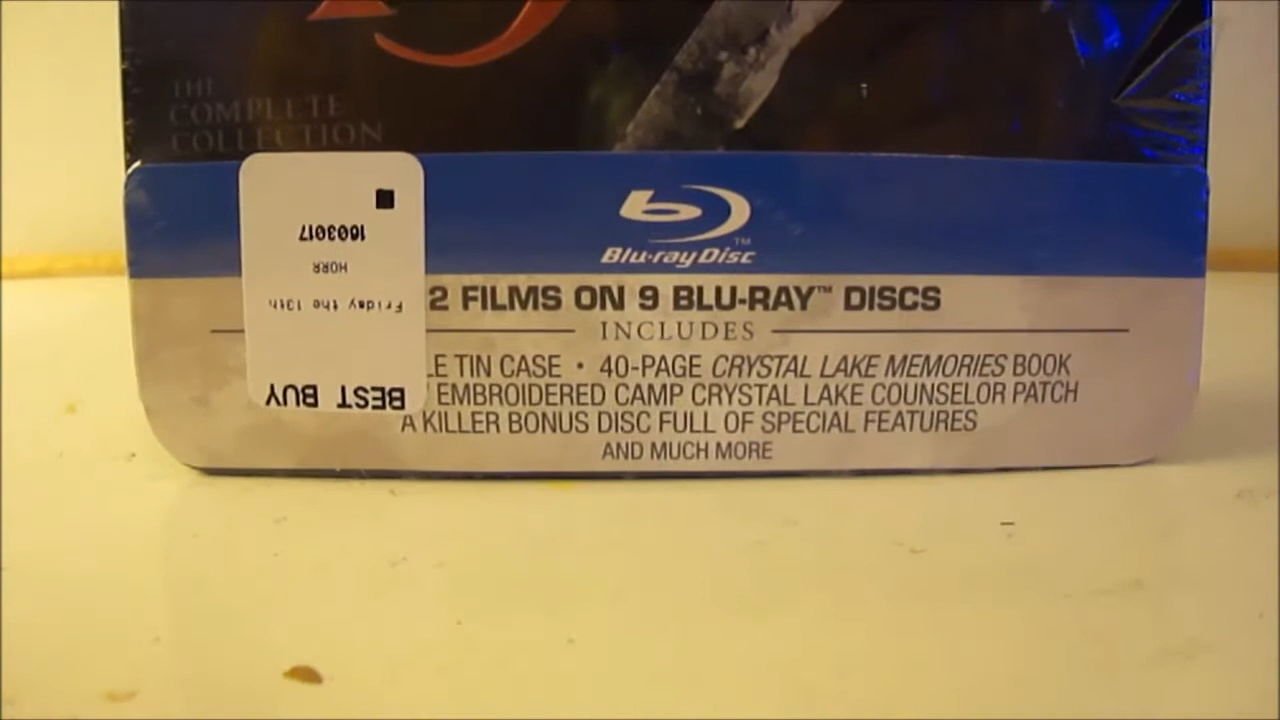 THE
COMPLETE
COLLECTION
Blu-ray Disc™
2 FILMS ON 9 BLU-RAY™ DISCS
INCLUDES
LE TIN CASE • 40-PAGE CRYSTAL LAKE MEMORIES BOOK
EMBROIDERED CAMP CRYSTAL LAKE COUNSELOR PATCH
A KILLER BONUS DISC FULL OF SPECIAL FEATURES
AND MUCH MORE
BEST BUY
Friday the 13th
HORR
1603017